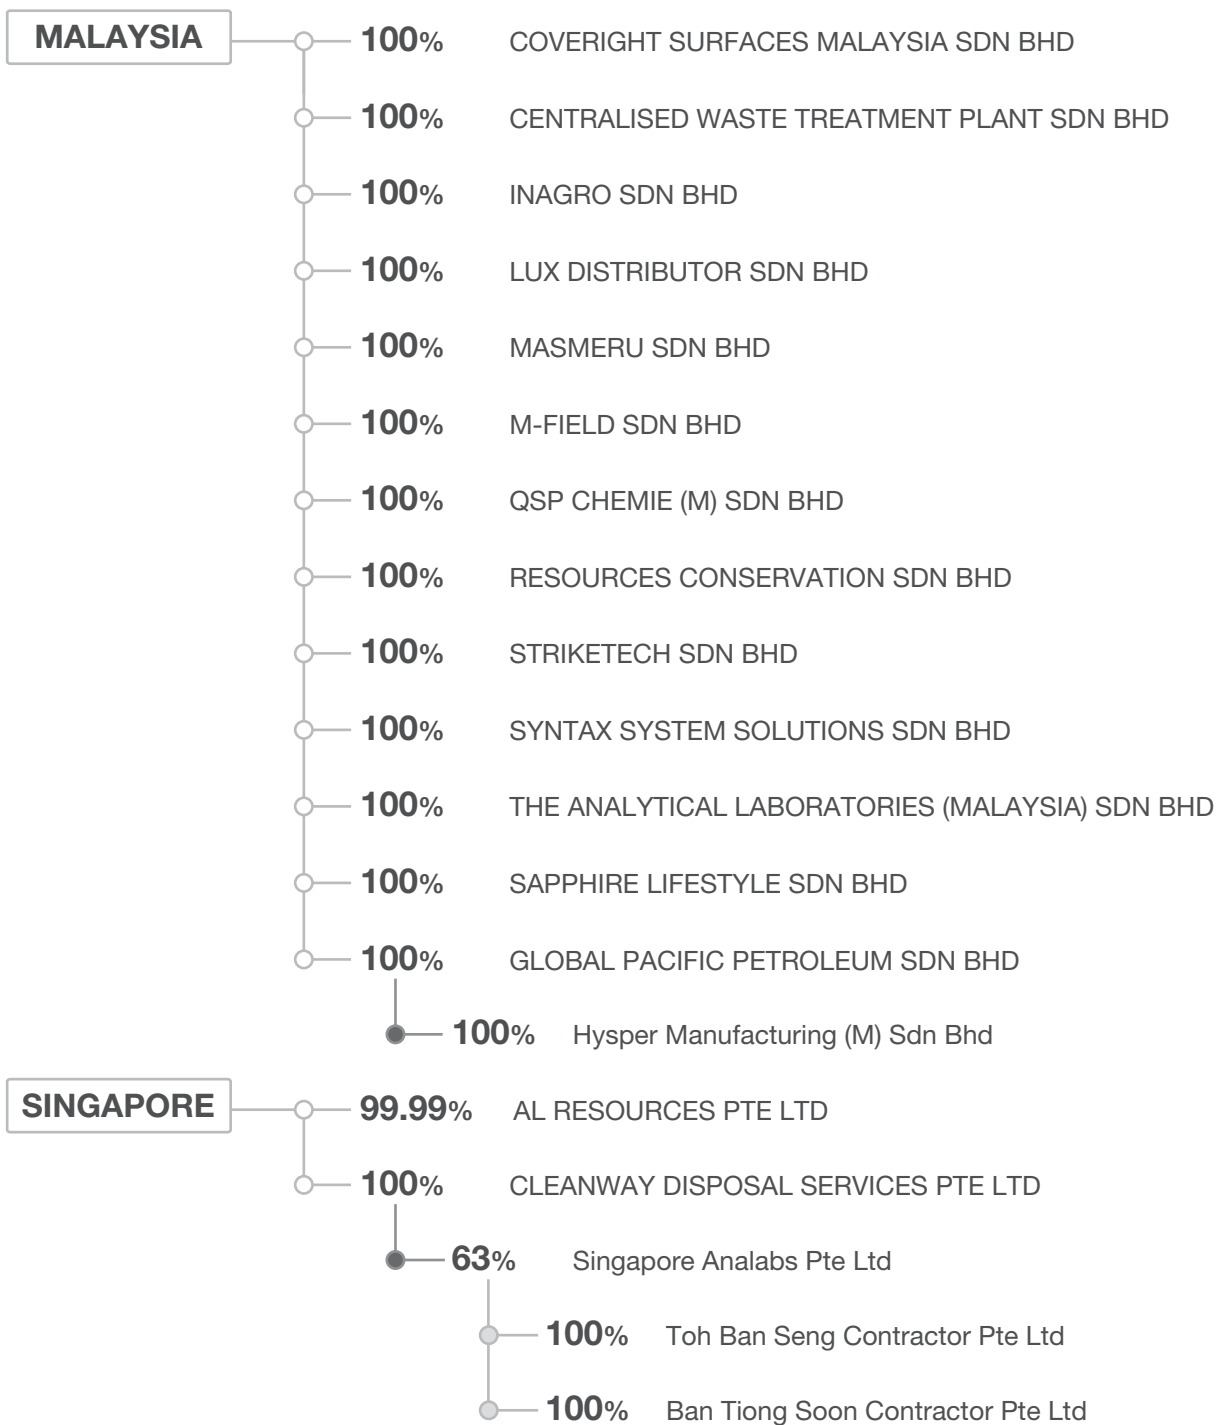 MALAYSIA
100% COVERIGHT SURFACES MALAYSIA SDN BHD
100% CENTRALISED WASTE TREATMENT PLANT SDN BHD
100% INAGRO SDN BHD
100% LUX DISTRIBUTOR SDN BHD
100% MASMERU SDN BHD
100% M-FIELD SDN BHD
100% QSP CHEMIE (M) SDN BHD
100% RESOURCES CONSERVATION SDN BHD
100% STRIKETECH SDN BHD
100% SYNTAX SYSTEM SOLUTIONS SDN BHD
100% THE ANALYTICAL LABORATORIES (MALAYSIA) SDN BHD
100% SAPPHIRE LIFESTYLE SDN BHD
100% GLOBAL PACIFIC PETROLEUM SDN BHD
100% Hysper Manufacturing (M) Sdn Bhd
SINGAPORE
99.99% AL RESOURCES PTE LTD
100% CLEANWAY DISPOSAL SERVICES PTE LTD
63% Singapore Analabs Pte Ltd
100% Toh Ban Seng Contractor Pte Ltd
100% Ban Tiong Soon Contractor Pte Ltd